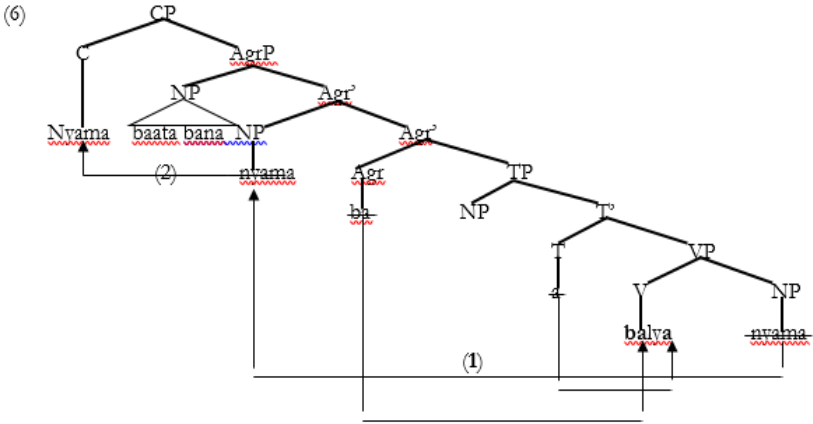 (6)
CP
C AgrP
NP Agr’
Nyama baata bana NP Agr’
(2) nyama Agr TP
ba NP T’
T VP
a V NP
balya nyama
(1)